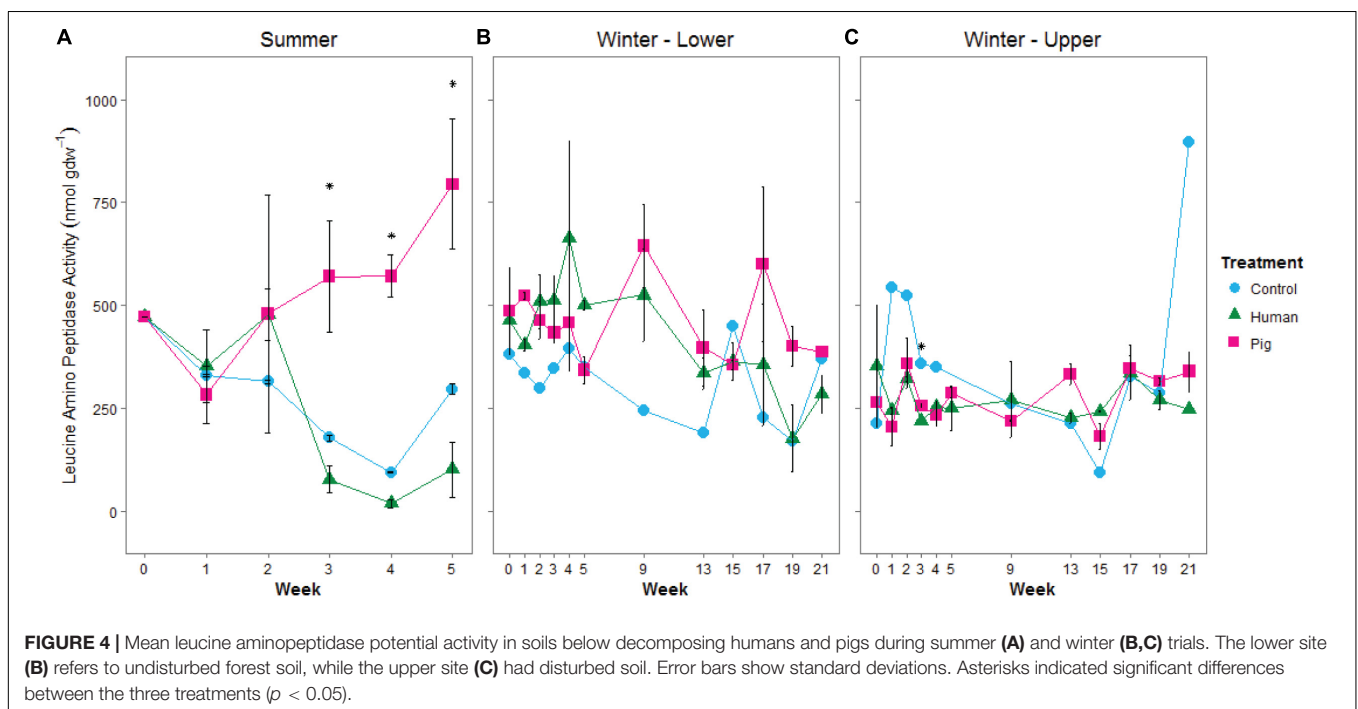 A Summer B Winter - Lower C Winter - Upper
Leucine Amino Peptidase Activity (nmol gdw⁻¹)
1000
750
500
250
0
* * * *
Treatment
Control
Human
Pig
0 1 2 3 4 5 0 1 2 3 4 5 9 13 15 17 19 21 0 1 2 3 4 5 9 13 15 17 19 21
Week Week Week
FIGURE 4 | Mean leucine aminopeptidase potential activity in soils below decomposing humans and pigs during summer (A) and winter (B,C) trials. The lower site
(B) refers to undisturbed forest soil, while the upper site (C) had disturbed soil. Error bars show standard deviations. Asterisks indicated significant differences
between the three treatments (p < 0.05).